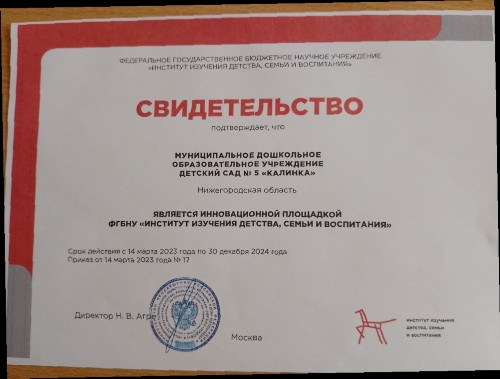 ФЕДЕРАЛЬНОЕ ГОСУДАРСТВЕННОЕ БЮДЖЕТНОЕ НАУЧНОЕ УЧРЕЖДЕНИЕ
«ИНСТИТУТ ИЗУЧЕНИЯ ДЕТСТВА, СЕМЬИ И ВОСПИТАНИЯ»
СВИДЕТЕЛЬСТВО
подтверждает, что
МУНИЦИПАЛЬНОЕ ДОШКОЛЬНОЕ
ОБРАЗОВАТЕЛЬНОЕ УЧРЕЖДЕНИЕ
ДЕТСКИЙ САД № 5 «КАЛИНКА»
Нижегородская область
ЯВЛЯЕТСЯ ИННОВАЦИОННОЙ ПЛОЩАДКОЙ
ФГБНУ «ИНСТИТУТ ИЗУЧЕНИЯ ДЕТСТВА, СЕМЬИ И ВОСПИТАНИЯ»
Срок действия с 14 марта 2023 года по 30 декабря 2024 года
Приказ от 14 марта 2023 года № 17
Директор Н. В. Агре
Москва
институт изучения
детства, семьи
и воспитания